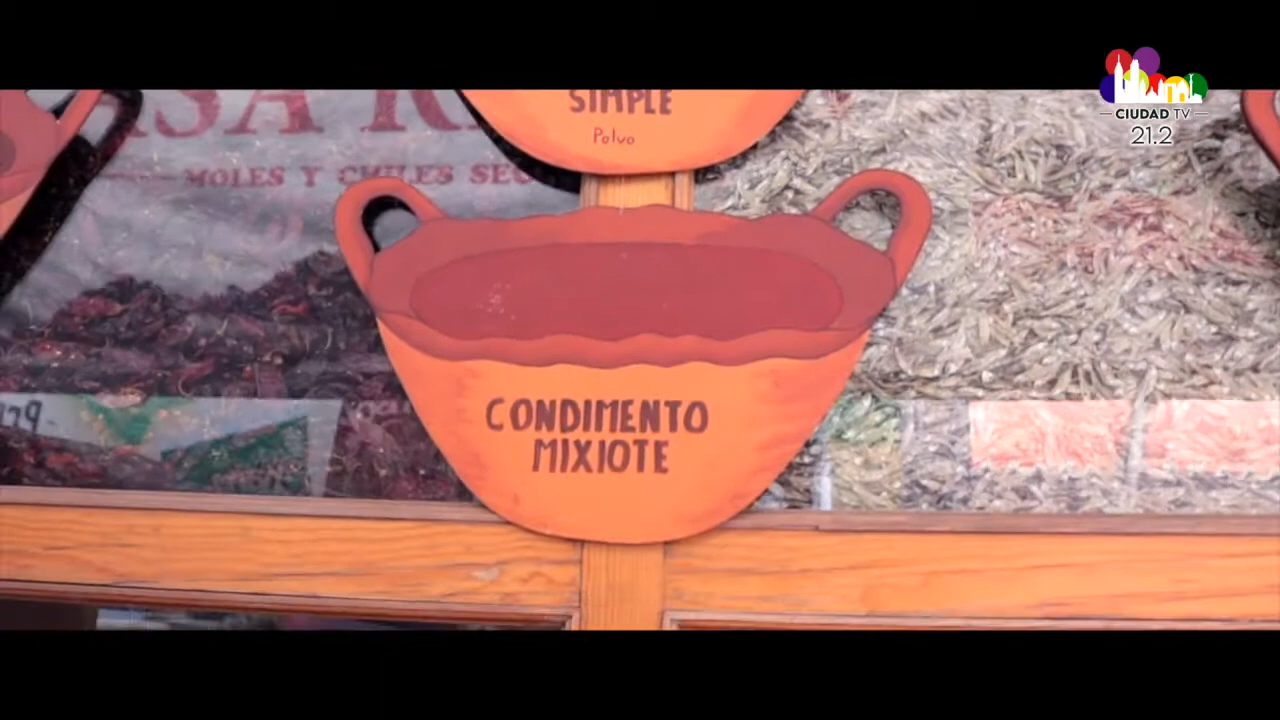 CIUDAD TV
21.2
SIMPLE
Polvo
MOLES Y CHILES
CONDIMENTO
MIXIOTE